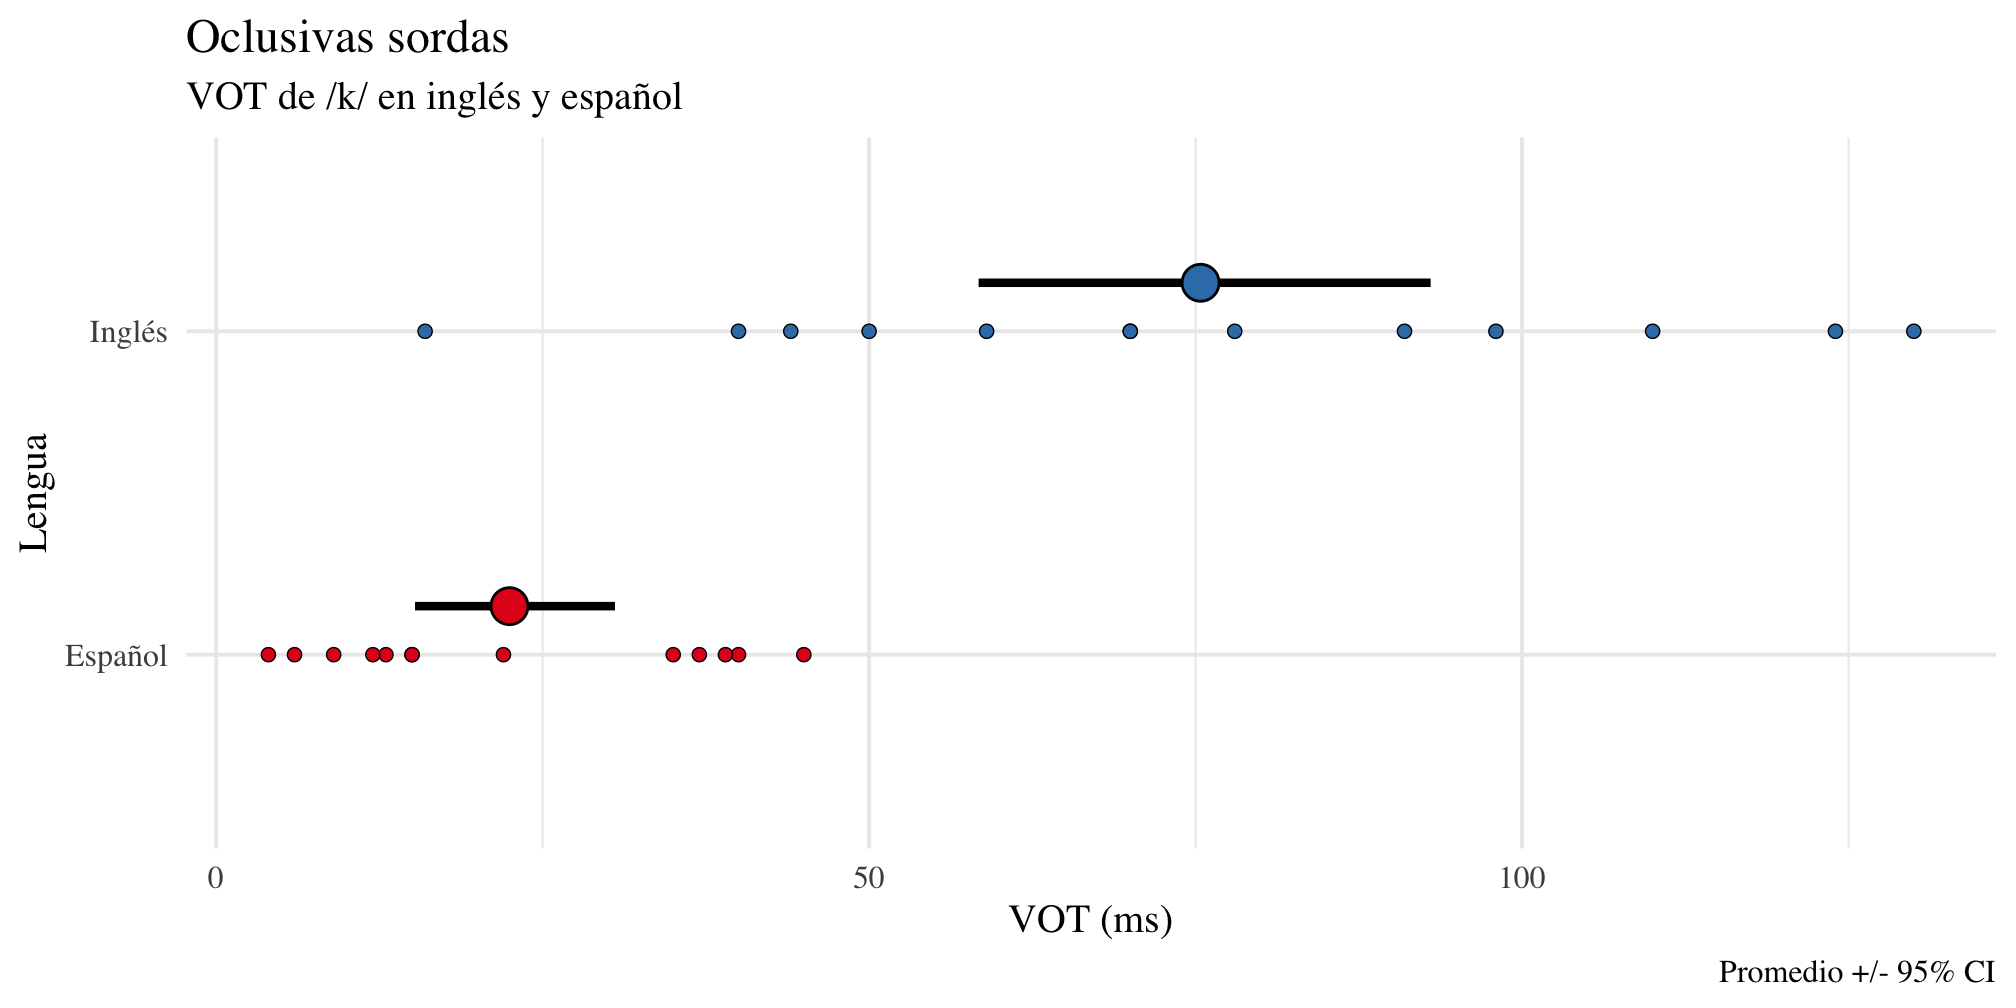 Oclusivas sordas
VOT de /k/ en inglés y español
Lengua
Inglés
Español
0 50 100
VOT (ms)
Promedio +/- 95% CI